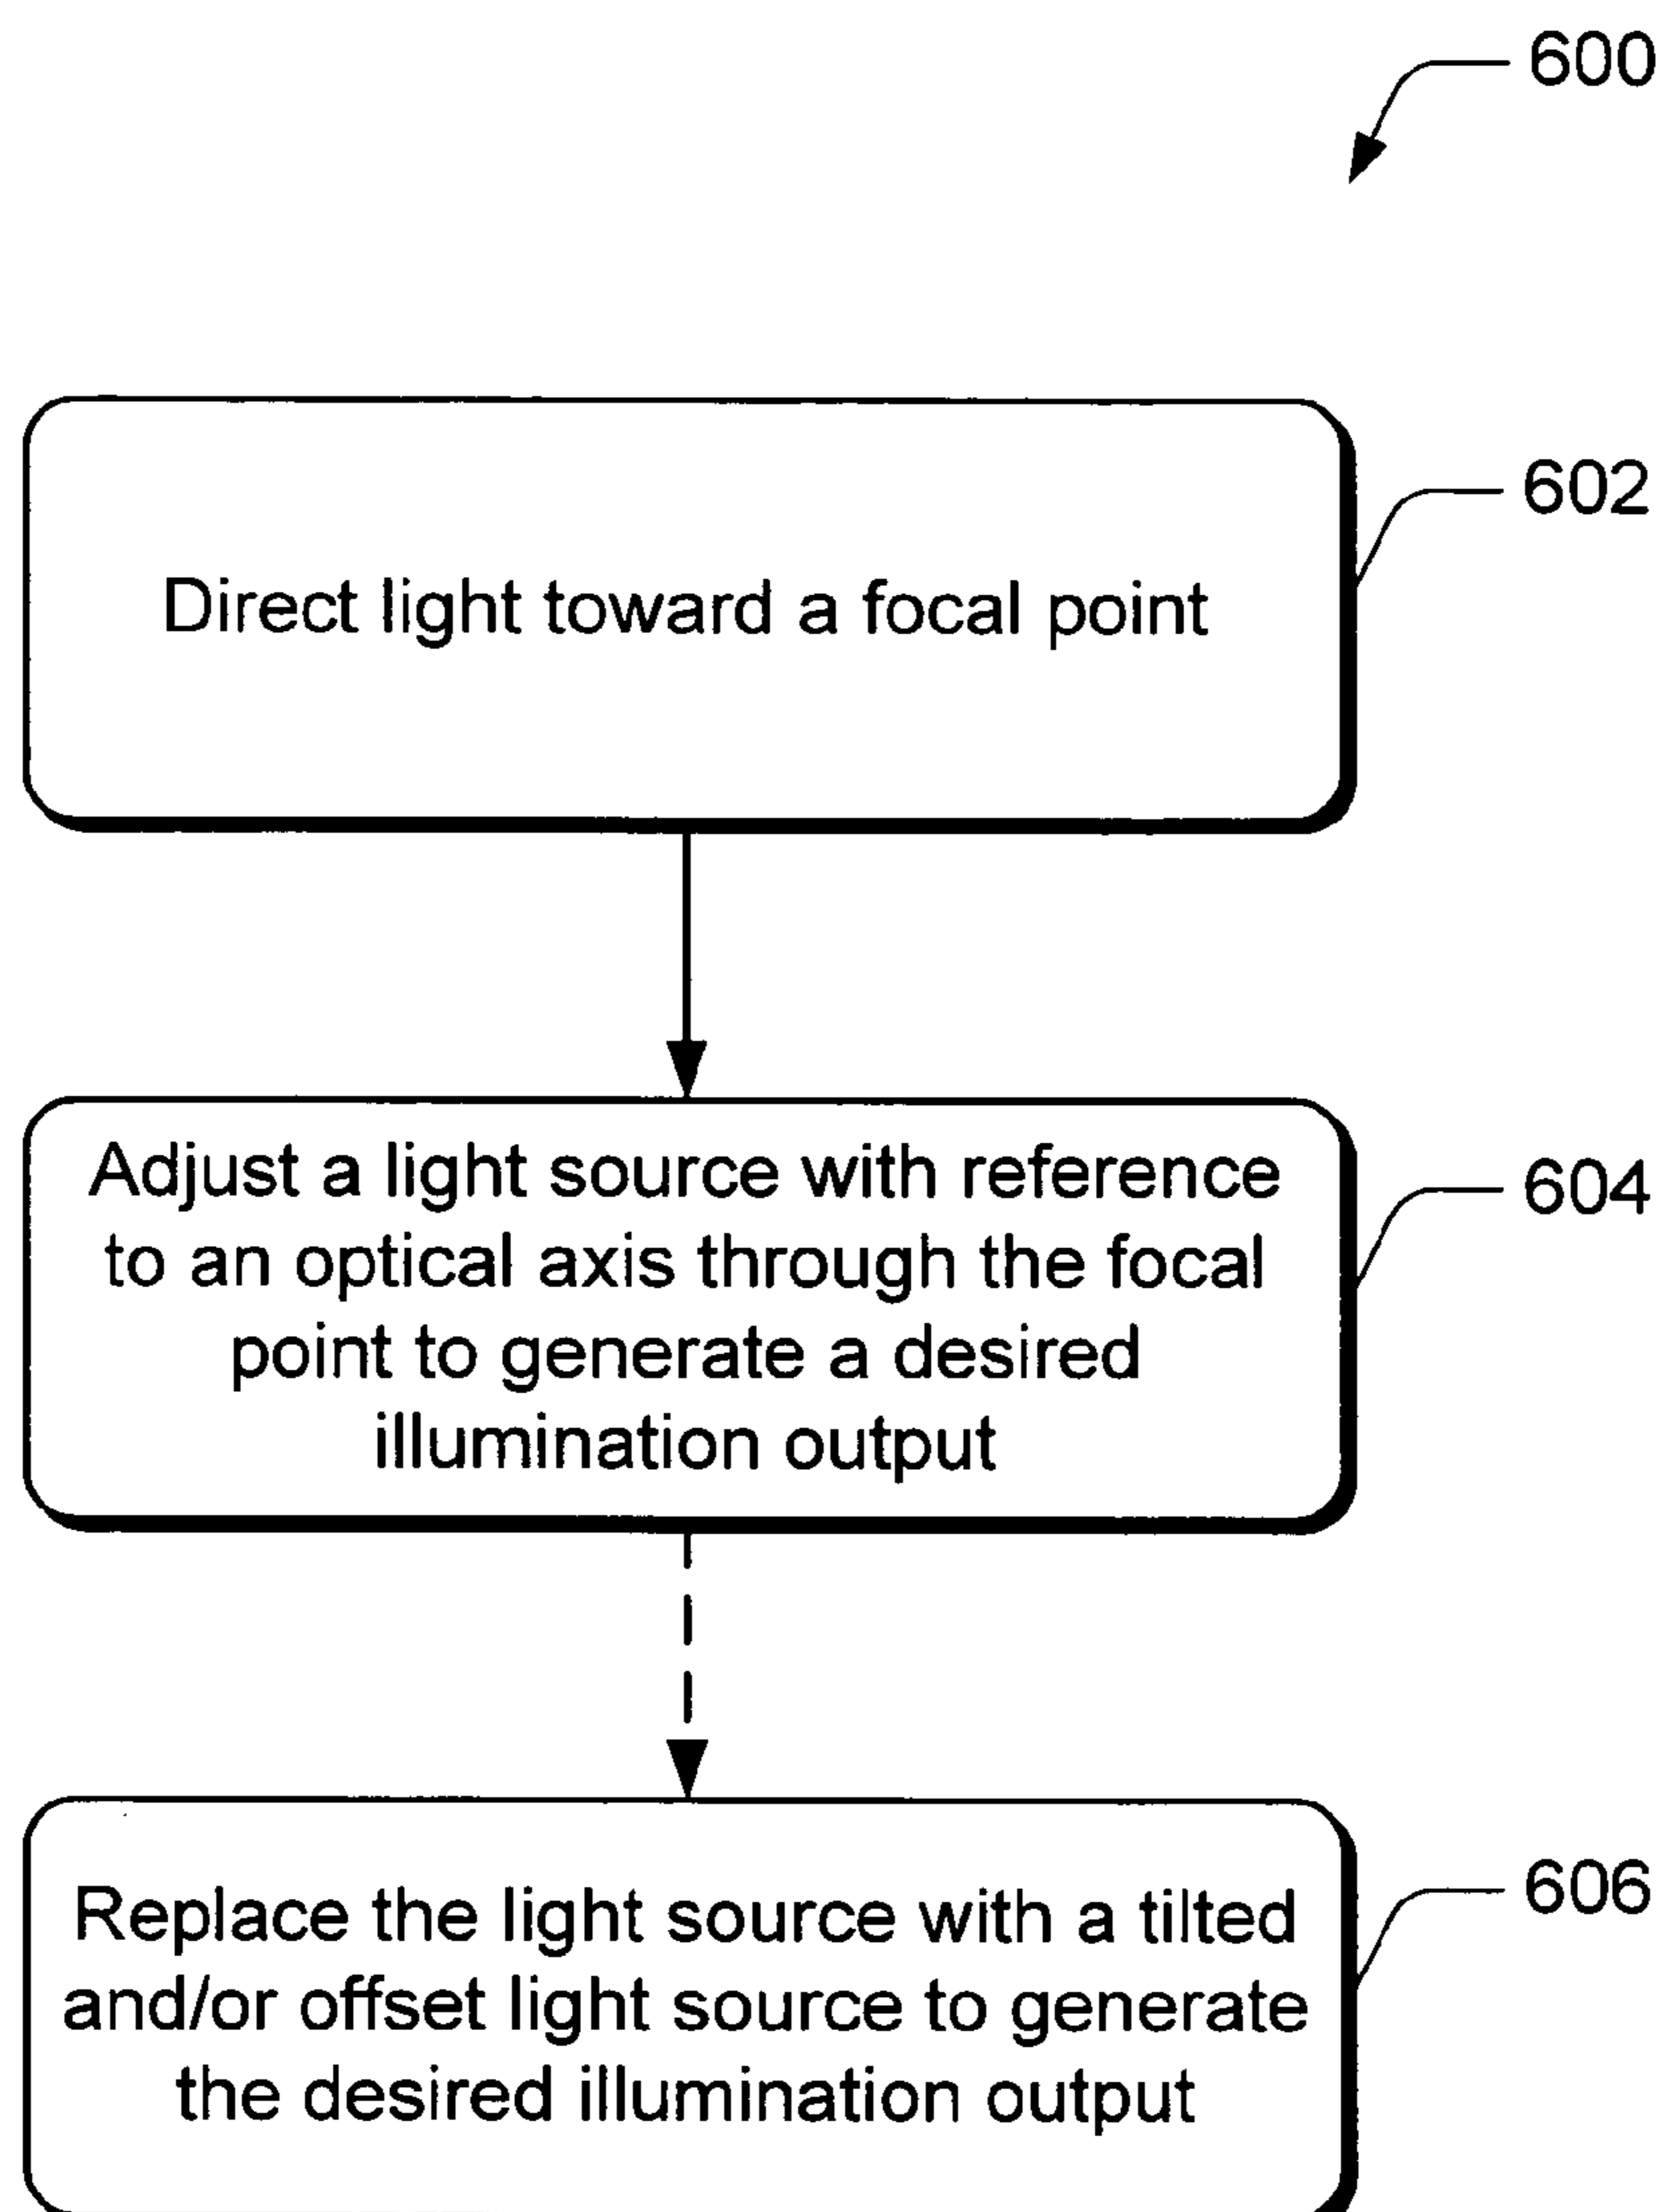 600
602
Direct light toward a focal point
604
Adjust a light source with reference
to an optical axis through the focal
point to generate a desired
illumination output
606
Replace the light source with a tilted
and/or offset light source to generate
the desired illumination output